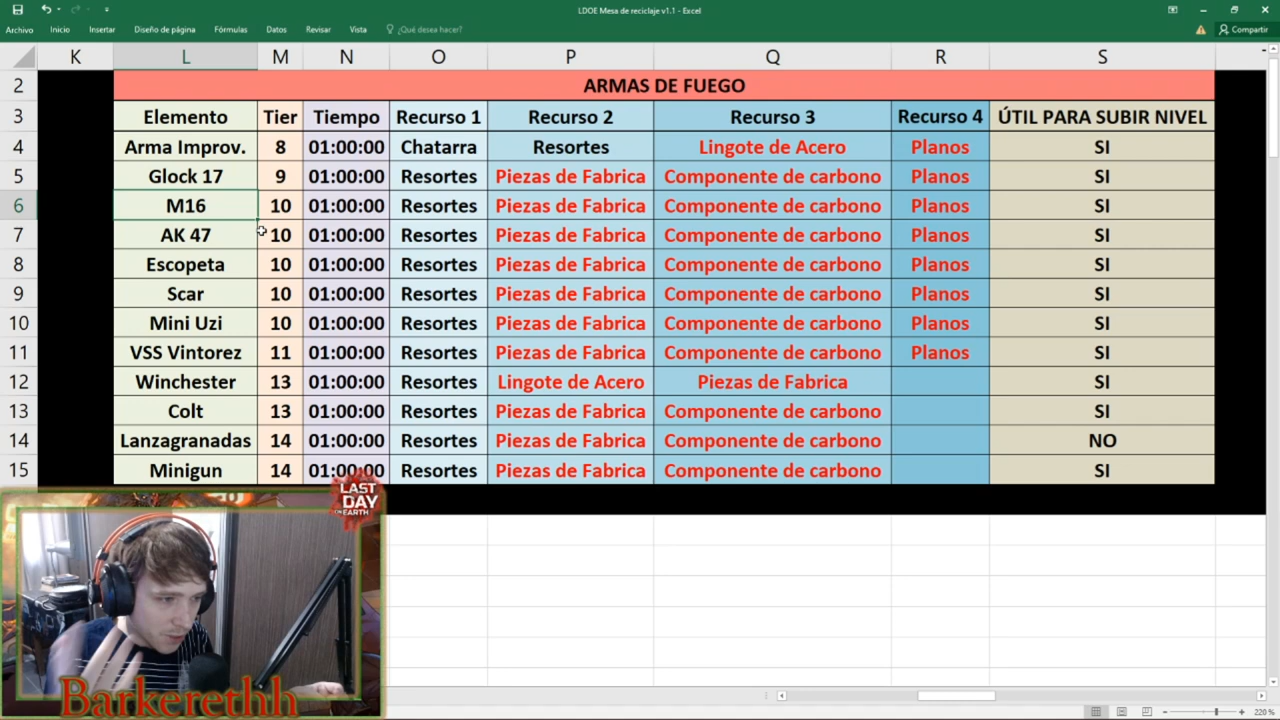 LDOE Mesa de reciclaje v1.1 - Excel
Archivo Inicio Insertar Diseño de página Fórmulas Datos Revisar Vista ¿Qué desea hacer? Compartir
K L M N O P Q R S
2 ARMAS DE FUEGO
3 Elemento Tier Tiempo Recurso 1 Recurso 2 Recurso 3 Recurso 4 ÚTIL PARA SUBIR NIVEL
4 Arma Improv. 8 01:00:00 Chatarra Resortes Lingote de Acero Planos SI
5 Glock 17 9 01:00:00 Resortes Piezas de Fabrica Componente de carbono Planos SI
6 M16 10 01:00:00 Resortes Piezas de Fabrica Componente de carbono Planos SI
7 AK 47 10 01:00:00 Resortes Piezas de Fabrica Componente de carbono Planos SI
8 Escopeta 10 01:00:00 Resortes Piezas de Fabrica Componente de carbono Planos SI
9 Scar 10 01:00:00 Resortes Piezas de Fabrica Componente de carbono Planos SI
10 Mini Uzi 10 01:00:00 Resortes Piezas de Fabrica Componente de carbono Planos SI
11 VSS Vintorez 11 01:00:00 Resortes Piezas de Fabrica Componente de carbono Planos SI
12 Winchester 13 01:00:00 Resortes Lingote de Acero Piezas de Fabrica SI
13 Colt 13 01:00:00 Resortes Piezas de Fabrica Componente de carbono SI
14 Lanzagranadas 14 01:00:00 Resortes Piezas de Fabrica Componente de carbono NO
15 Minigun 14 01:00:00 Resortes Piezas de Fabrica Componente de carbono SI
LAST
DAY
ON EARTH
Barkerethh
220 %